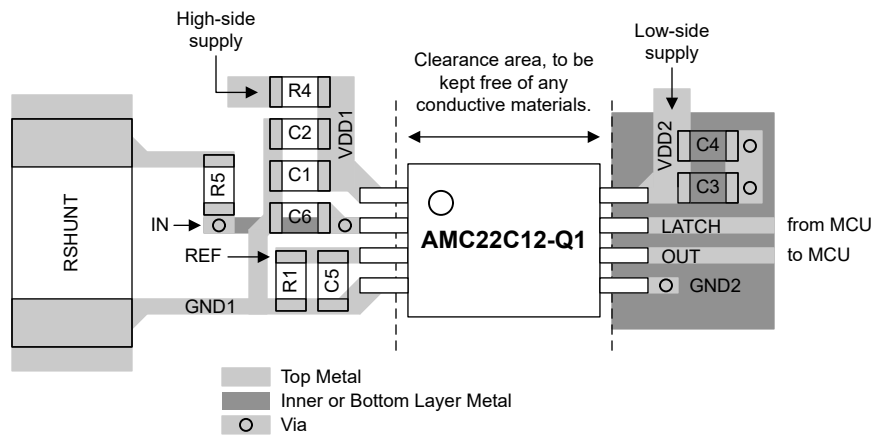 High-side
supply
Low-side
supply
Clearance area, to be
kept free of any
conductive materials.
R4
C2
C1
C6
VDD1
R5
IN
REF
RSHUNT
R1
C5
GND1
AMC22C12-Q1
VDD2
C4
C3
LATCH
from MCU
OUT
to MCU
GND2
Top Metal
Inner or Bottom Layer Metal
Via